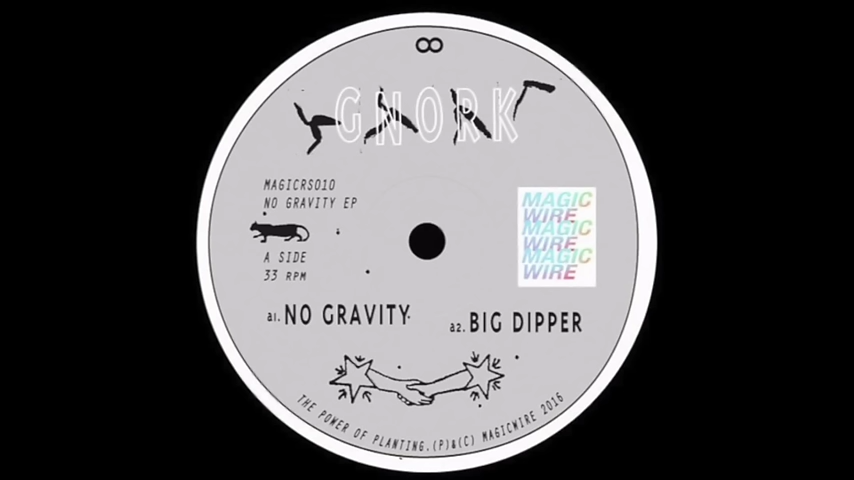 GNORK
MAGICRS010
NO GRAVITY EP
A SIDE
33 RPM
MAGIC
WIRE
MAGIC
WIRE
MAGIC
WIRE
a1. NO GRAVITY
a2. BIG DIPPER
THE POWER OF PLANTING. (P)&(C) MAGICWIRE 2016